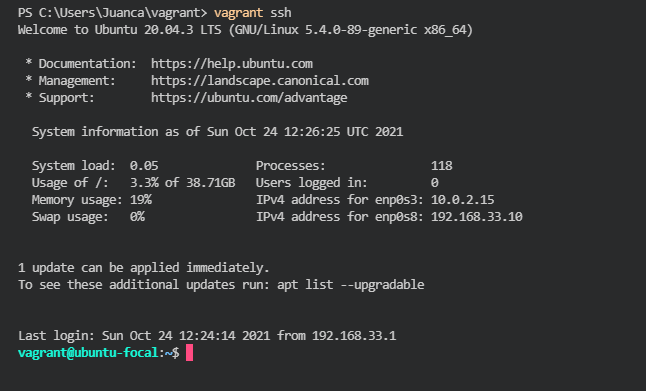 PS C:\Users\Juanca\vagrant> vagrant ssh
Welcome to Ubuntu 20.04.3 LTS (GNU/Linux 5.4.0-89-generic x86_64)
* Documentation:  https://help.ubuntu.com
* Management:     https://landscape.canonical.com
* Support:        https://ubuntu.com/advantage
System information as of Sun Oct 24 12:26:25 UTC 2021
System load:  0.05              Processes:               118
Usage of /:   3.3% of 38.71GB   Users logged in:         0
Memory usage: 19%               IPv4 address for enp0s3: 10.0.2.15
Swap usage:   0%                IPv4 address for enp0s8: 192.168.33.10
1 update can be applied immediately.
To see these additional updates run: apt list --upgradable
Last login: Sun Oct 24 12:24:14 2021 from 192.168.33.1
vagrant@ubuntu-focal:~$